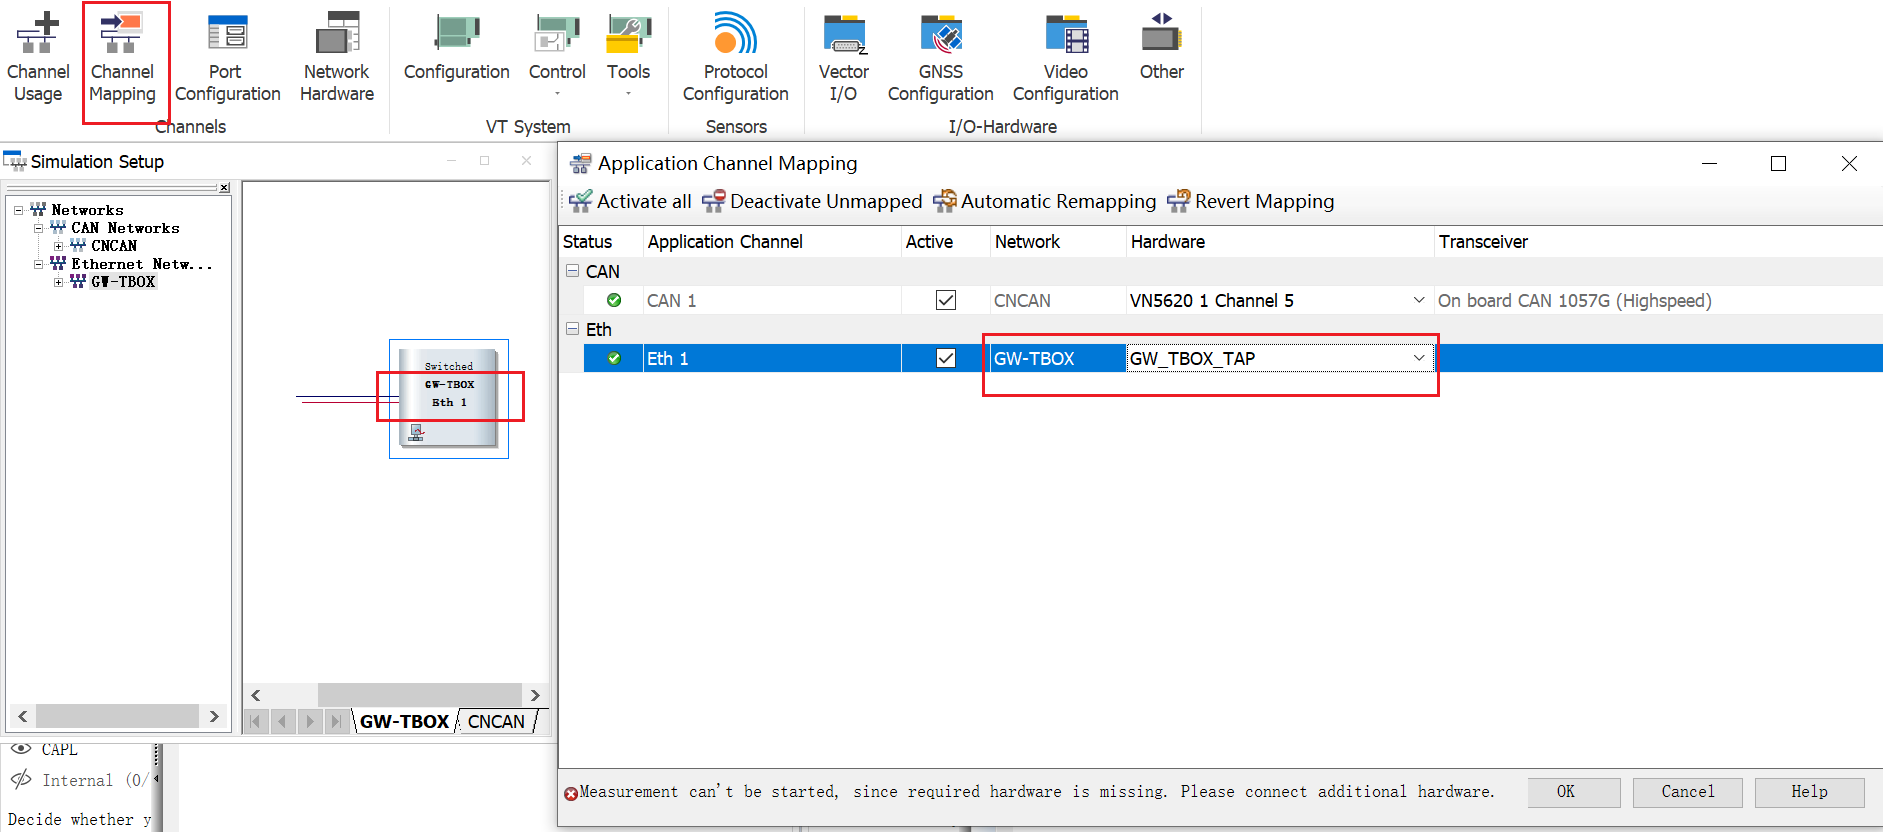 Channel Usage
Channel Mapping
Port Configuration
Network Hardware
Channels
Configuration
Control
Tools
VT System
Protocol Configuration
Sensors
Vector I/O
GNSS Configuration
Video Configuration
Other
I/O-Hardware
Simulation Setup
Networks
CAN Networks
CNCAN
Ethernet Netw...
GW-TBOX
Switched
GW-TBOX
Eth 1
GW-TBOX
CNCAN
CAPL
Internal (0/
Decide whether y
Application Channel Mapping
Activate all
Deactivate Unmapped
Automatic Remapping
Revert Mapping
Status
Application Channel
Active
Network
Hardware
Transceiver
CAN
CAN 1
CNCAN
VN5620 1 Channel 5
On board CAN 1057G (Highspeed)
Eth
Eth 1
GW-TBOX
GW_TBOX_TAP
Measurement can't be started, since required hardware is missing. Please connect additional hardware.
OK
Cancel
Help